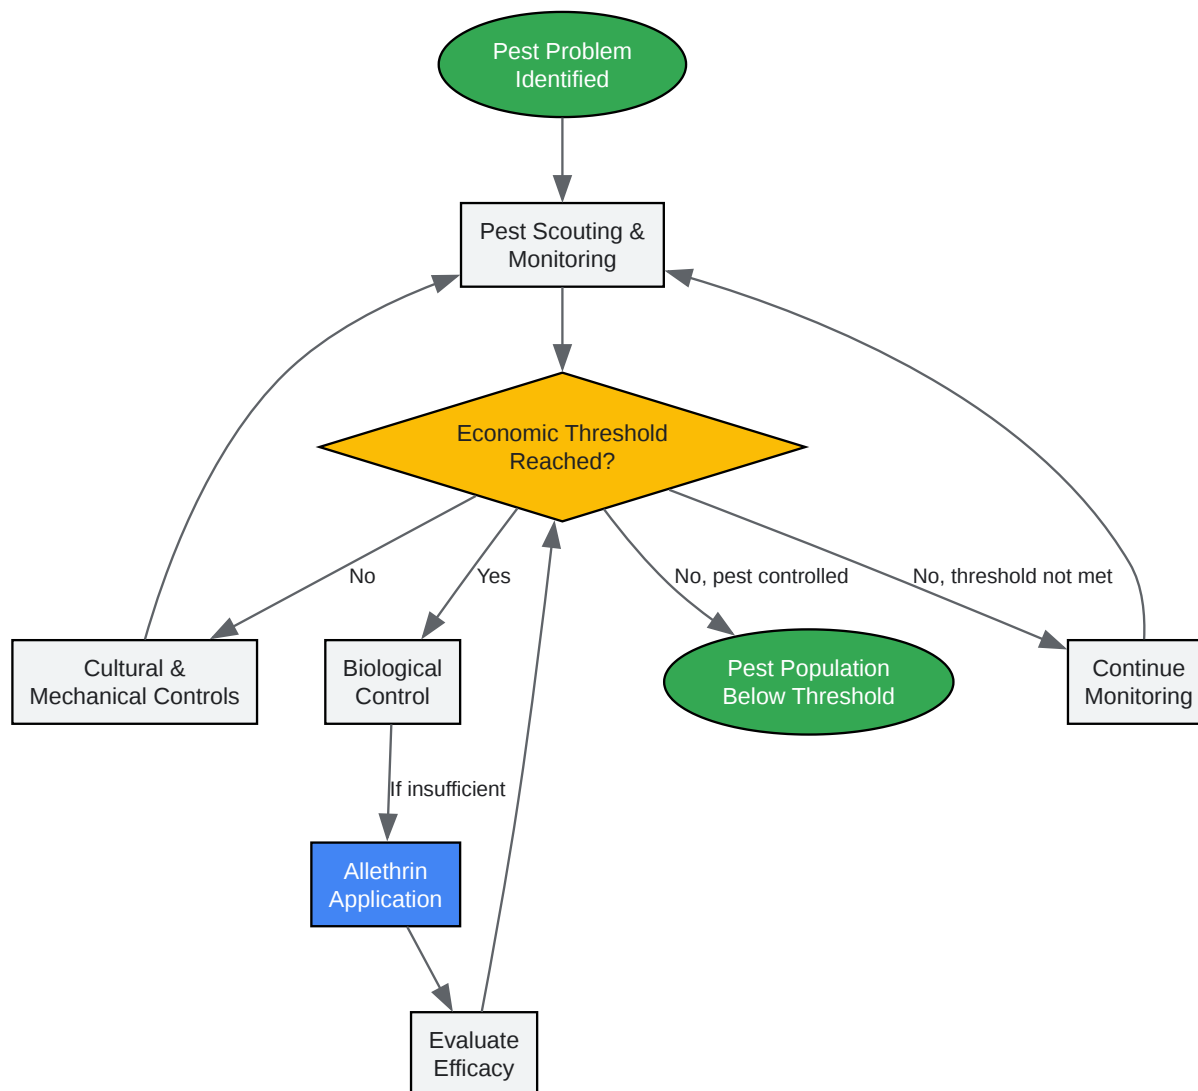 Pest Problem
Identified
Pest Scouting &
Monitoring
Economic Threshold
Reached?
No
Yes
No, pest controlled
No, threshold not met
Cultural &
Mechanical Controls
Biological
Control
Pest Population
Below Threshold
Continue
Monitoring
If insufficient
Allethrin
Application
Evaluate
Efficacy